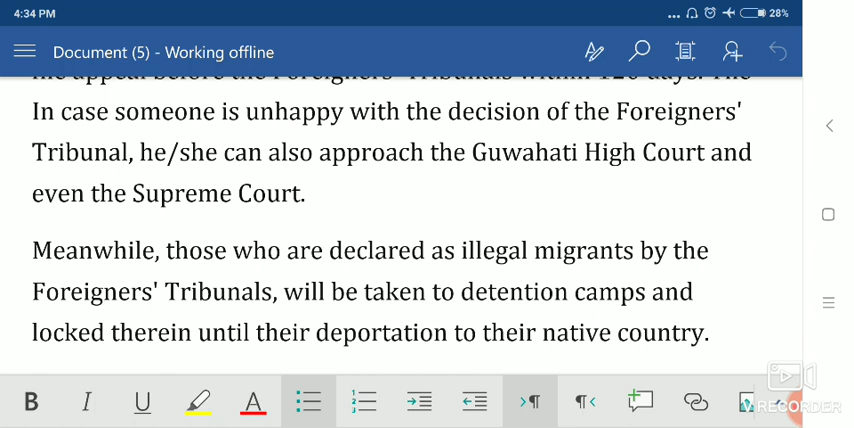 4:34 PM
28%
Document (5) - Working offline
In case someone is unhappy with the decision of the Foreigners'
Tribunal, he/she can also approach the Guwahati High Court and
even the Supreme Court.
Meanwhile, those who are declared as illegal migrants by the
Foreigners' Tribunals, will be taken to detention camps and
locked therein until their deportation to their native country.
B I U A
VRECORDER